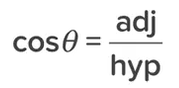 cosθ = adj
hyp